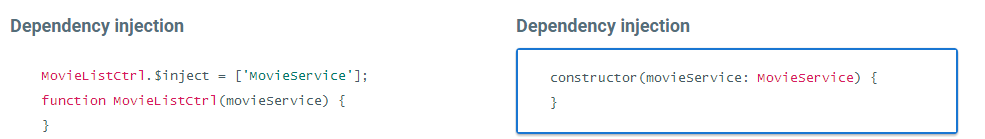 Dependency injection
MovieListCtrl.$inject = ['MovieService'];
function MovieListCtrl(movieService) {
}
Dependency injection
constructor(movieService: MovieService) {
}